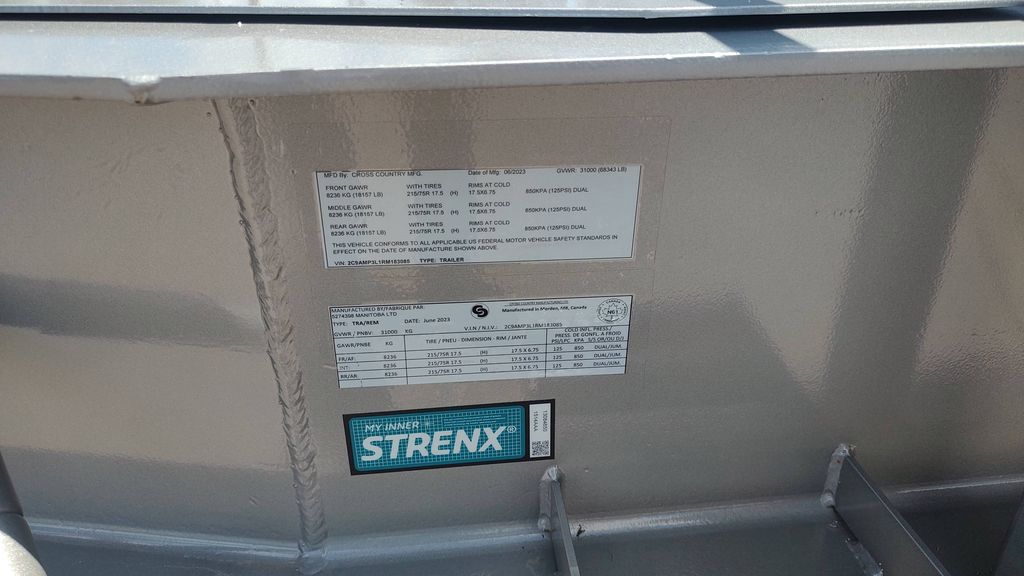 MFD By: CROSS COUNTRY MFG. Date of Mfg: 06/2023 GVWR: 31000 (68343 LB)
FRONT GAWR WITH TIRES RIMS AT COLD
8236 KG (18157 LB) 215/75R 17.5 (H) 17.5X6.75 850KPA (125PSI) DUAL
MIDDLE GAWR WITH TIRES RIMS AT COLD
8236 KG (18157 LB) 215/75R 17.5 (H) 17.5X6.75 850KPA (125PSI) DUAL
REAR GAWR WITH TIRES RIMS AT COLD
8236 KG (18157 LB) 215/75R 17.5 (H) 17.5X6.75 850KPA (125PSI) DUAL
THIS VEHICLE CONFORMS TO ALL APPLICABLE US FEDERAL MOTOR VEHICLE SAFETY STANDARDS IN
EFFECT ON THE DATE OF MANUFACTURE SHOWN ABOVE.
VIN: 2C9AMP3L1RM183085 TYPE: TRAILER
MANUFACTURED BY/FABRIQUE PAR:
5274398 MANITOBA LTD
CROSS COUNTRY MANUFACTURING LTD.
Manufactured in Morden, MB, Canada
CANADA
NG1
TYPE: TRA/REM DATE: June 2023 V.I.N / N.I.V.: 2C9AMP3L1RM183085
GVWR / PNBV: 31000 KG
GAWR/PNBE KG TIRE / PNEU - DIMENSION - RIM / JANTE
COLD INFL. PRESS./
PRESS. DE GONFL. A FROID
PSI/LPC KPA S/S OR/OU D/J
FR/AF: 8236 215/75R 17.5 (H) 17.5 X 6.75 125 850 DUAL/JUM.
INT: 8236 215/75R 17.5 (H) 17.5 X 6.75 125 850 DUAL/JUM.
RR/AR: 8236 215/75R 17.5 (H) 17.5 X 6.75 125 850 DUAL/JUM.
MY INNER
STRENX®